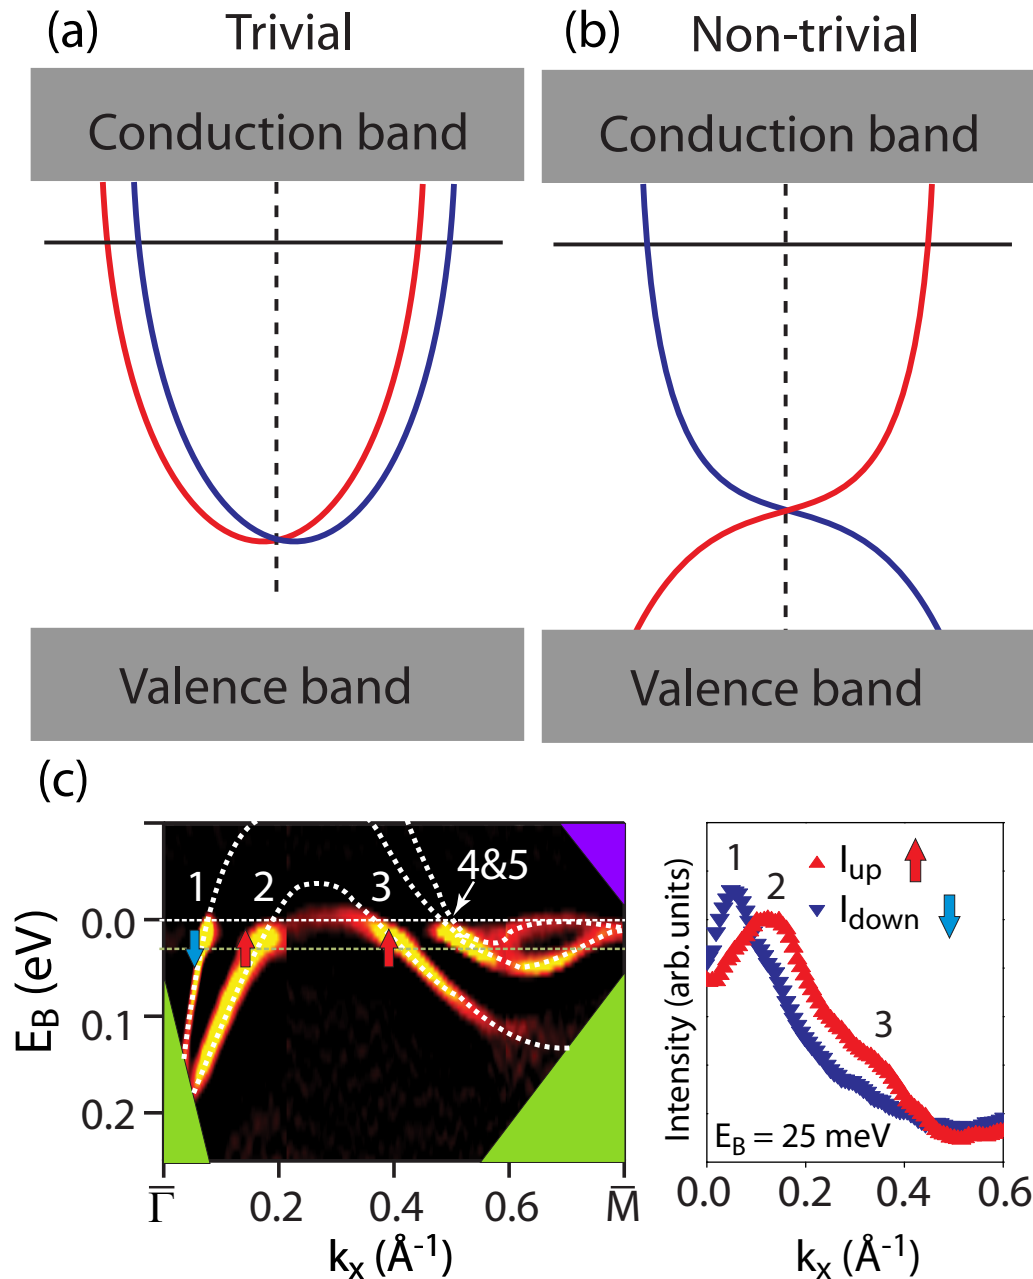 (a) Trivial
(b) Non-trivial
Conduction band
Conduction band
Valence band
Valence band
(c)
1 2 3 4&5
E_B (eV)
0.0
0.1
0.2
Γ̅ 0.2 0.4 0.6 M̅
k_x (Å⁻¹)
1 2 3
I_up
I_down
Intensity (arb.units)
E_B = 25 meV
0.0 0.2 0.4 0.6
k_x (Å⁻¹)